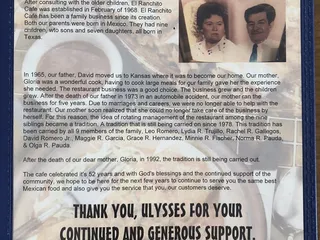 After consulting with the older children, El Ranchito
Cafe was established in February of 1968. El Ranchito
Cafe has been a family business since its creation.
Both our parents were born in Mexico. They had nine
children, two sons and seven daughters, all born in
Texas.
In 1965, our father, David moved us to Kansas where it was to become our home. Our mother,
Gloria was a wonderful cook, having to cook large meals for our family gave her the experience
she needed. The restaurant business was a good choice. The business grew and the children
grew. After the death of our father in 1973 in an automobile accident, our mother ran the
business for five years. Due to marriages and careers, we were no longer able to help with the
restaurant. Our mother soon realized that she could no longer take care of the business by
herself. For this reason, the idea of rotating management of the restaurant among the nine
siblings became a tradition. A tradition that is still being carried on since 1978. This tradition has
been carried by all 9 members of the family. Leo Romero, Lydia R. Trujillo, Rachel R. Gallegos,
David Romero Jr., Maggie R. Garcia, Grace R. Hernandez, Minnie R. Flacher, Norma R. Pauda,
& Olga R. Pauda.
After the death of our dear mother, Gloria, in 1992, the tradition is still being carried out.
The cafe celebrated it's 52 years and with God's blessings and the continued support of the
community, we hope to be here for the next few years to continue to serve you the same best
Mexican food and also give you the service that you, our customers deserve.
THANK YOU, ULYSSES FOR YOUR
CONTINUED AND GENEROUS SUPPORT.